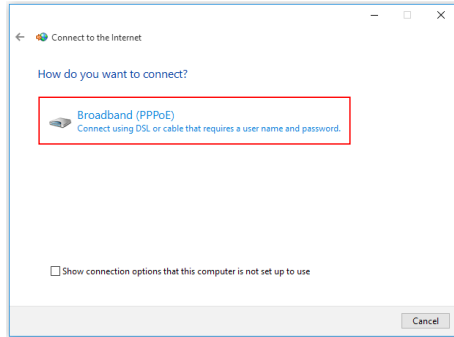 Connect to the Internet
How do you want to connect?
Broadband (PPPoE)
Connect using DSL or cable that requires a user name and password.
Show connection options that this computer is not set up to use
Cancel